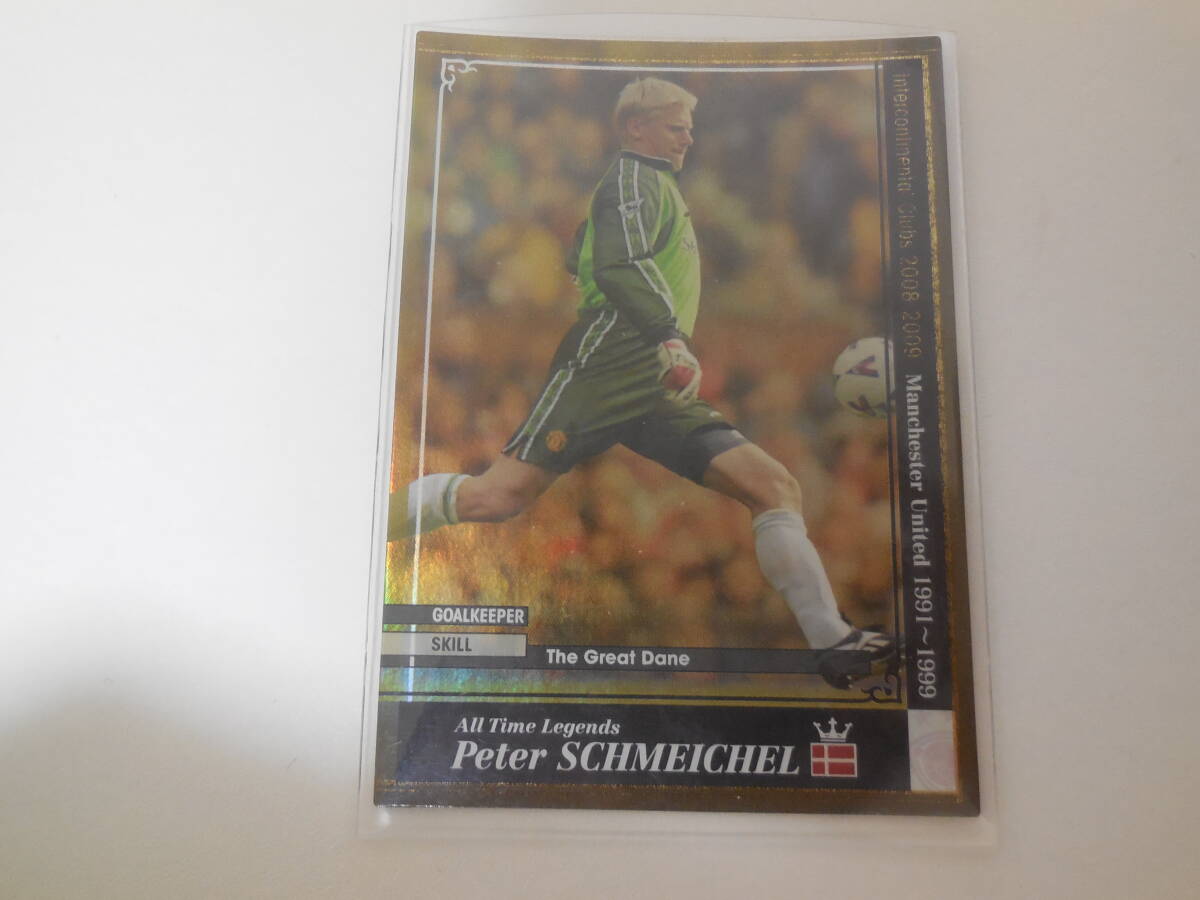 Intercontinental Clubs 2008 2009 Manchester United 1991～1999
GOALKEEPER
SKILL
The Great Dane
All Time Legends
Peter SCHMEICHEL